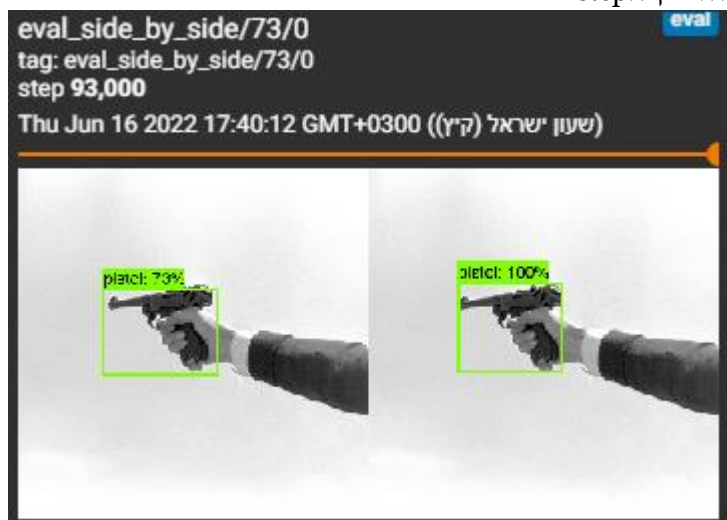 eval_side_by_side/73/0
eval
tag: eval_side_by_side/73/0
step 93,000
Thu Jun 16 2022 17:40:12 GMT+0300 (שעון ישראל (קיץ))
pistol: 73%
pistol: 100%